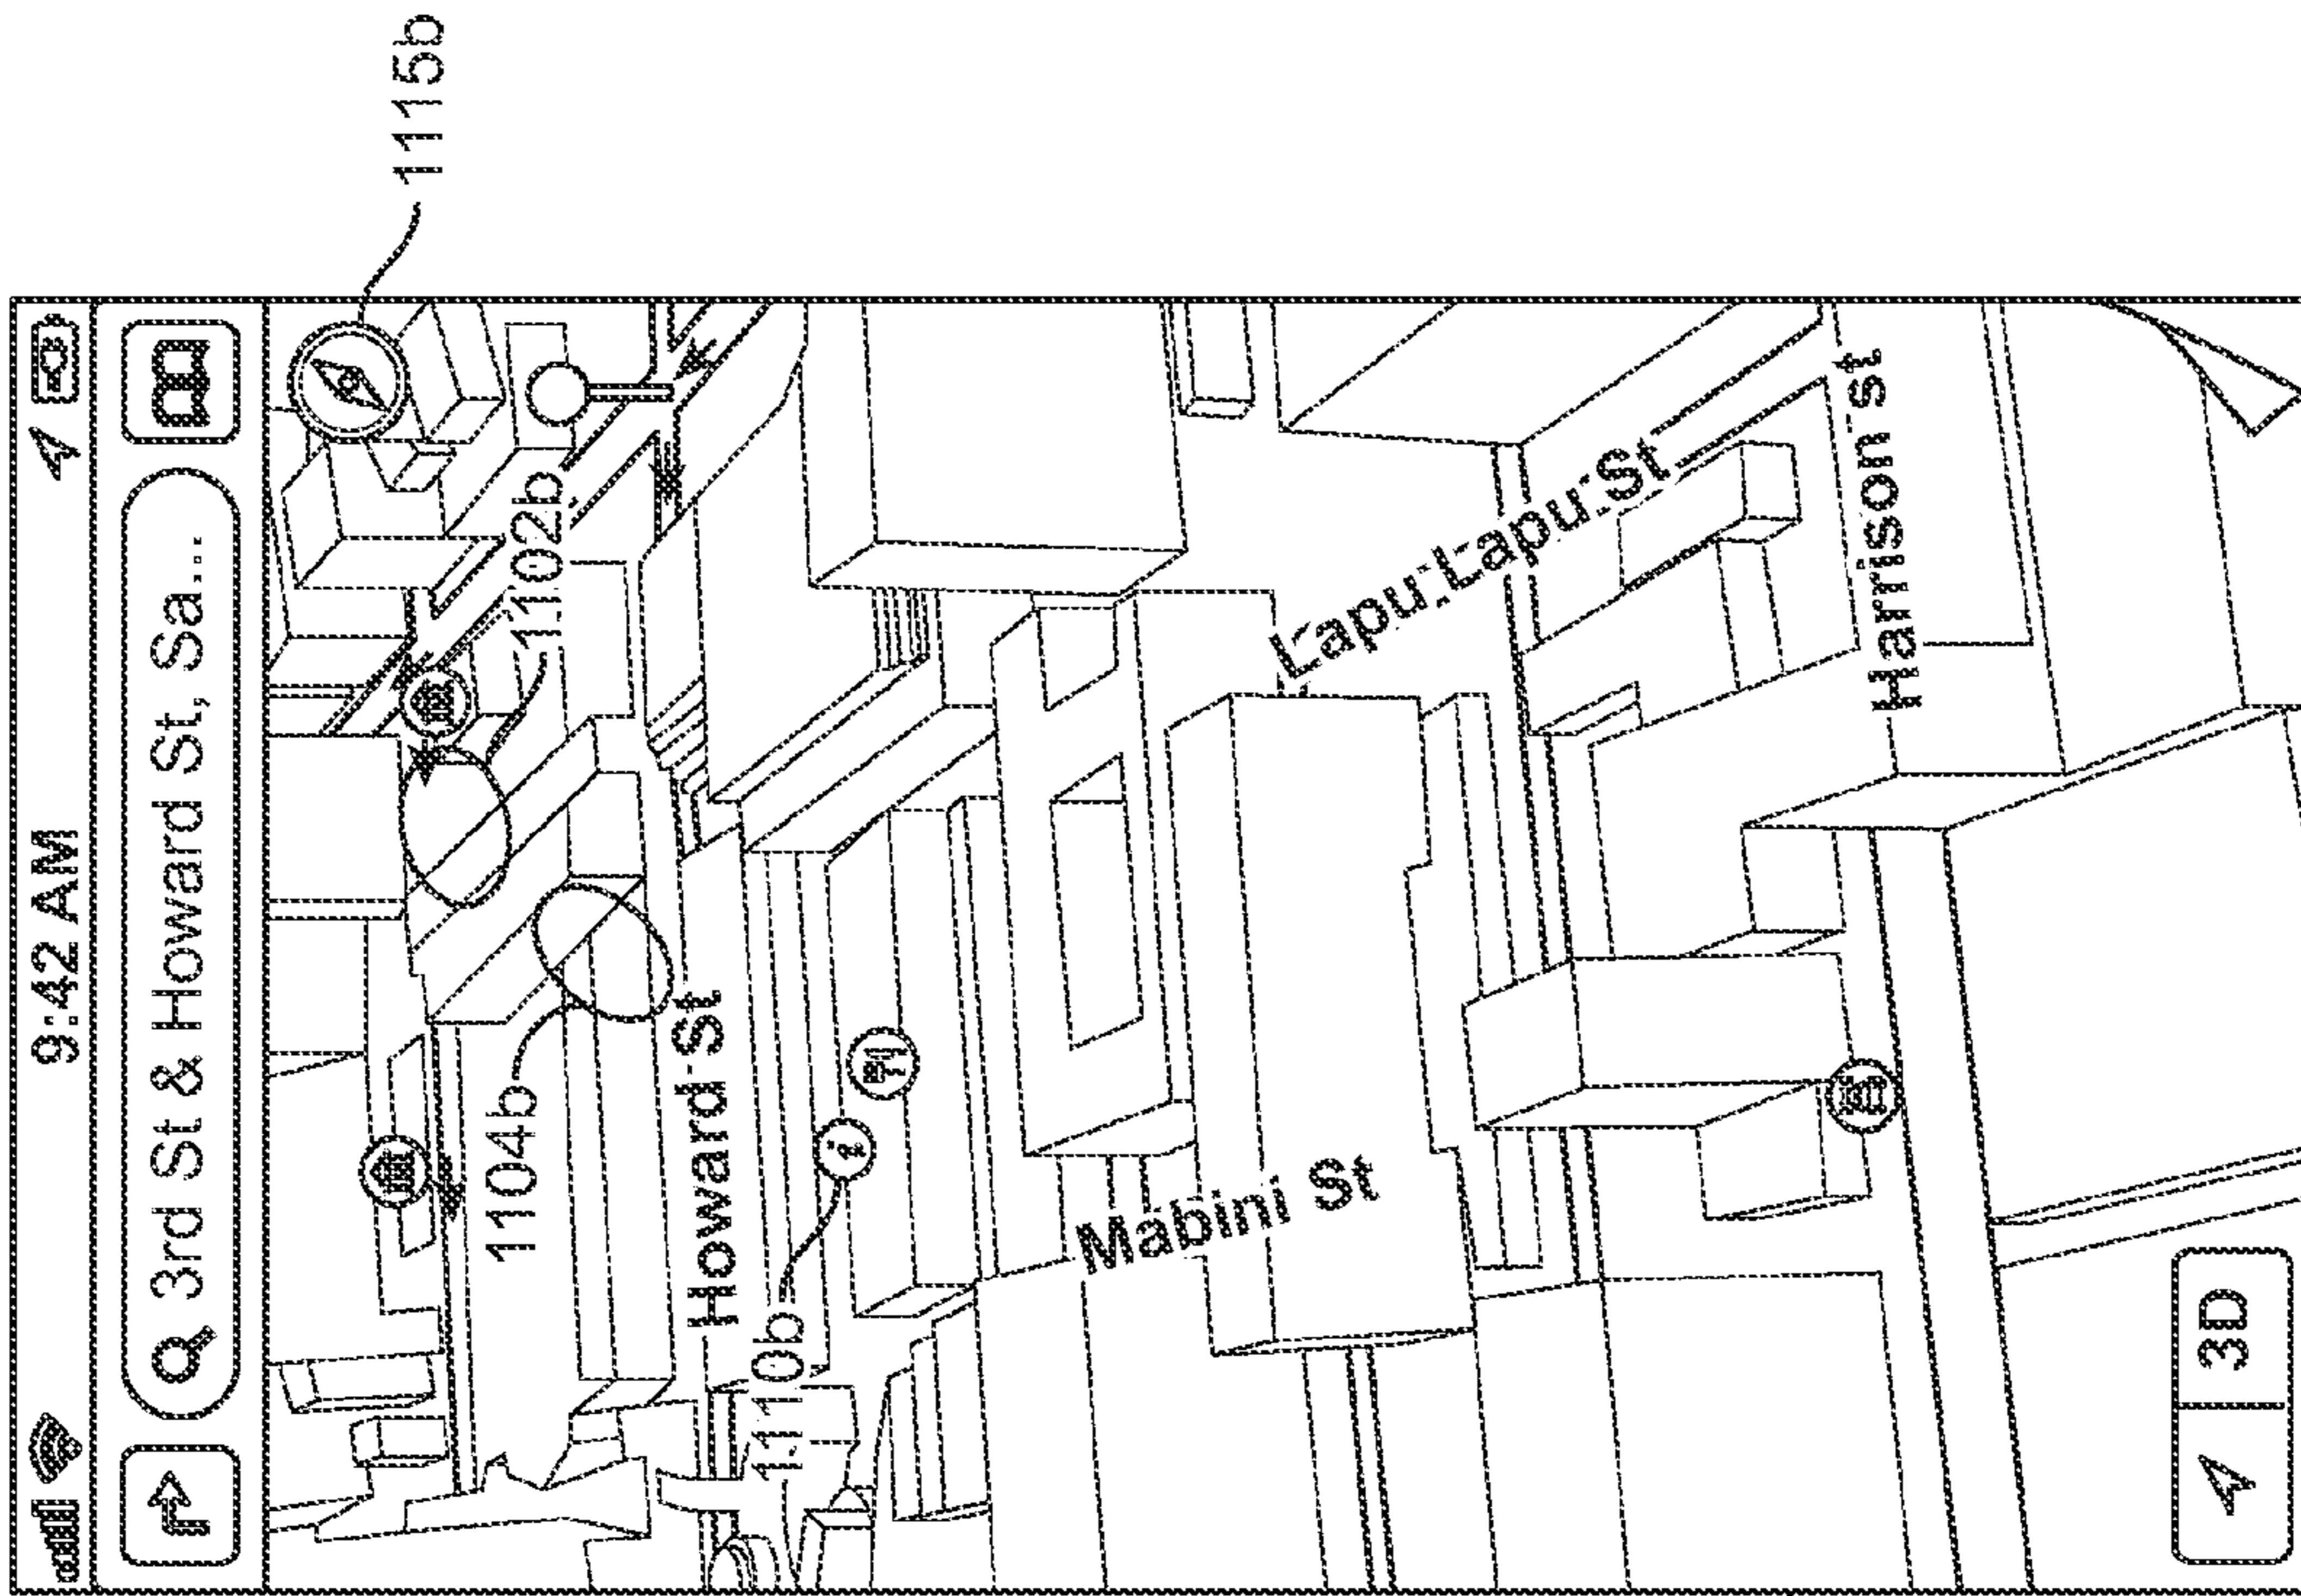 9:42 AM
3rd St & Howard St, Sa...
1115b
1102b
1104b
Howard St
1110b
Mabini St
Lapu Lapu St
Harrison st
3D